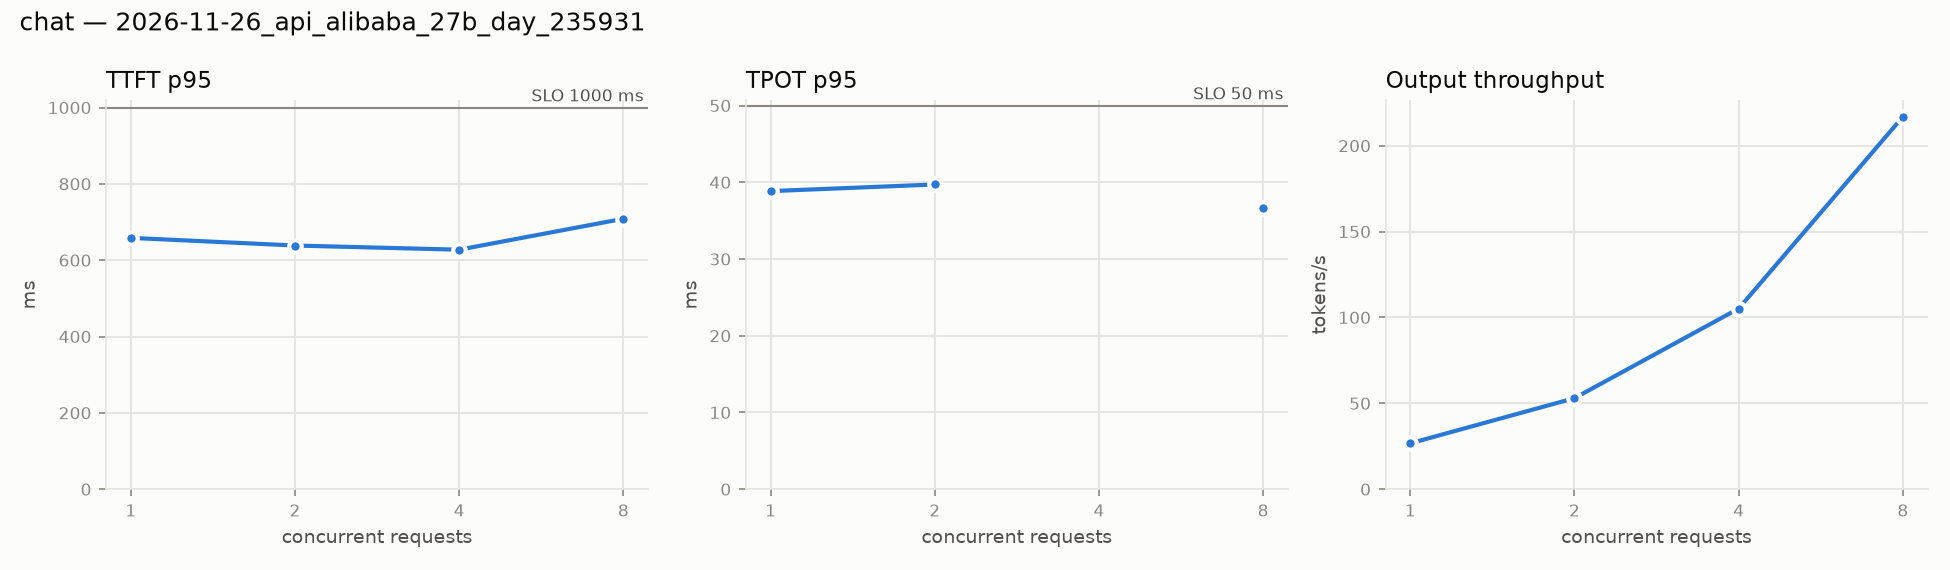 chat — 2026-11-26_api_alibaba_27b_day_235931
TTFT p95
SLO 1000 ms
1000
800
600
400
200
0
ms
1 2 4 8
concurrent requests
TPOT p95
SLO 50 ms
50
40
30
20
10
0
ms
1 2 4 8
concurrent requests
Output throughput
200
150
100
50
0
tokens/s
1 2 4 8
concurrent requests